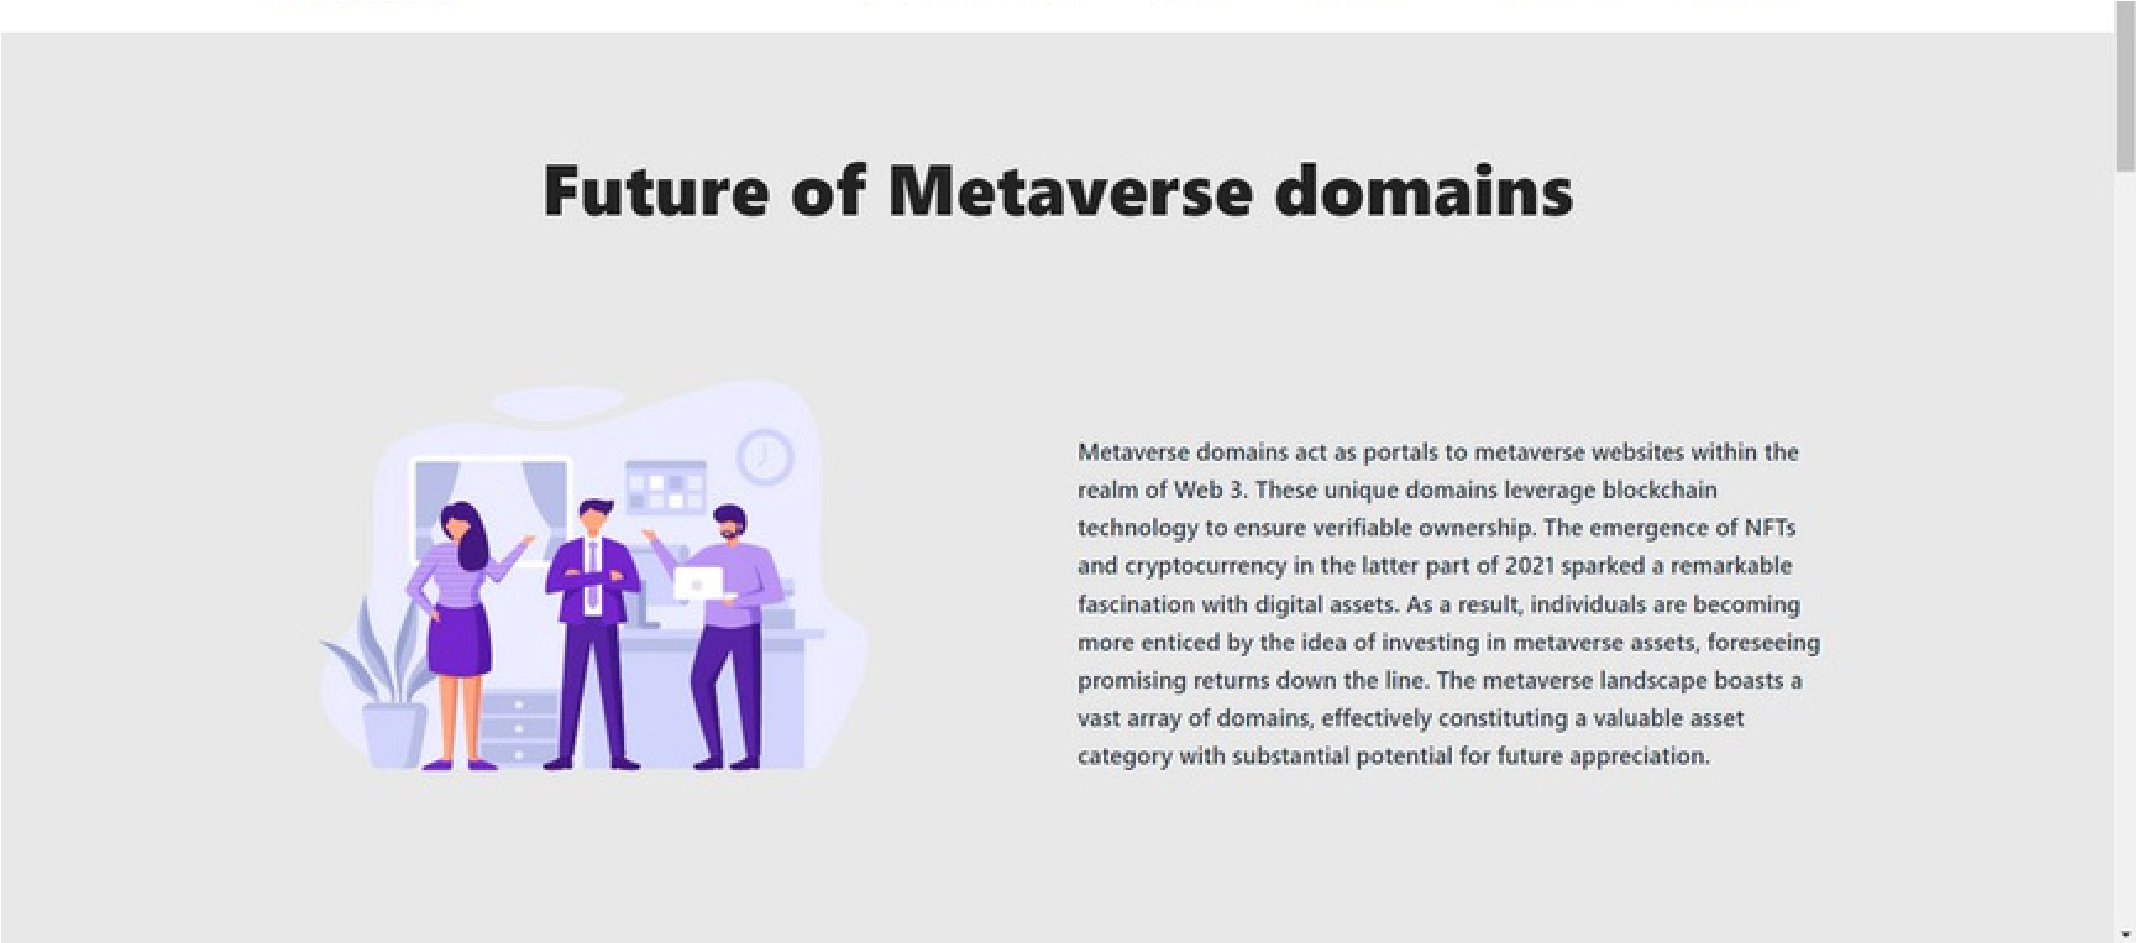 Future of Metaverse domains
Metaverse domains act as portals to metaverse websites within the
realm of Web 3. These unique domains leverage blockchain
technology to ensure verifiable ownership. The emergence of NFTs
and cryptocurrency in the latter part of 2021 sparked a remarkable
fascination with digital assets. As a result, individuals are becoming
more enticed by the idea of investing in metaverse assets, foreseeing
promising returns down the line. The metaverse landscape boasts a
vast array of domains, effectively constituting a valuable asset
category with substantial potential for future appreciation.